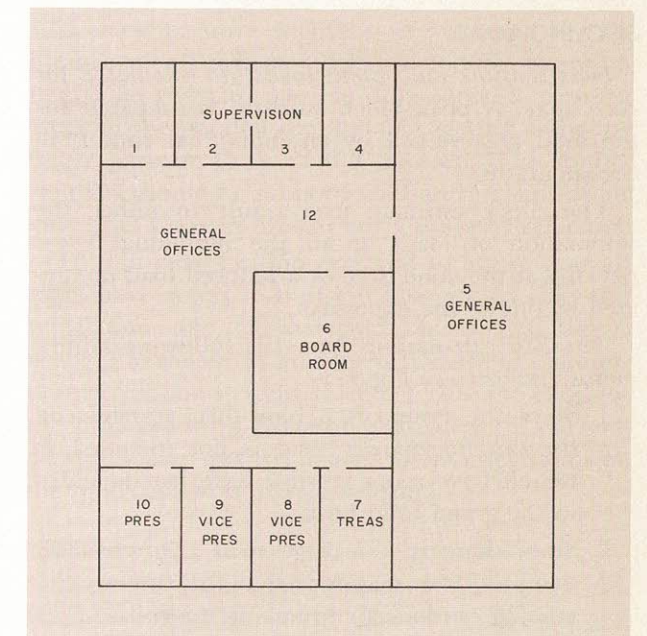 SUPERVISION
1 2 3 4
12
GENERAL
OFFICES
5
GENERAL
OFFICES
6
BOARD
ROOM
10
PRES
9
VICE
PRES
8
VICE
PRES
7
TREAS